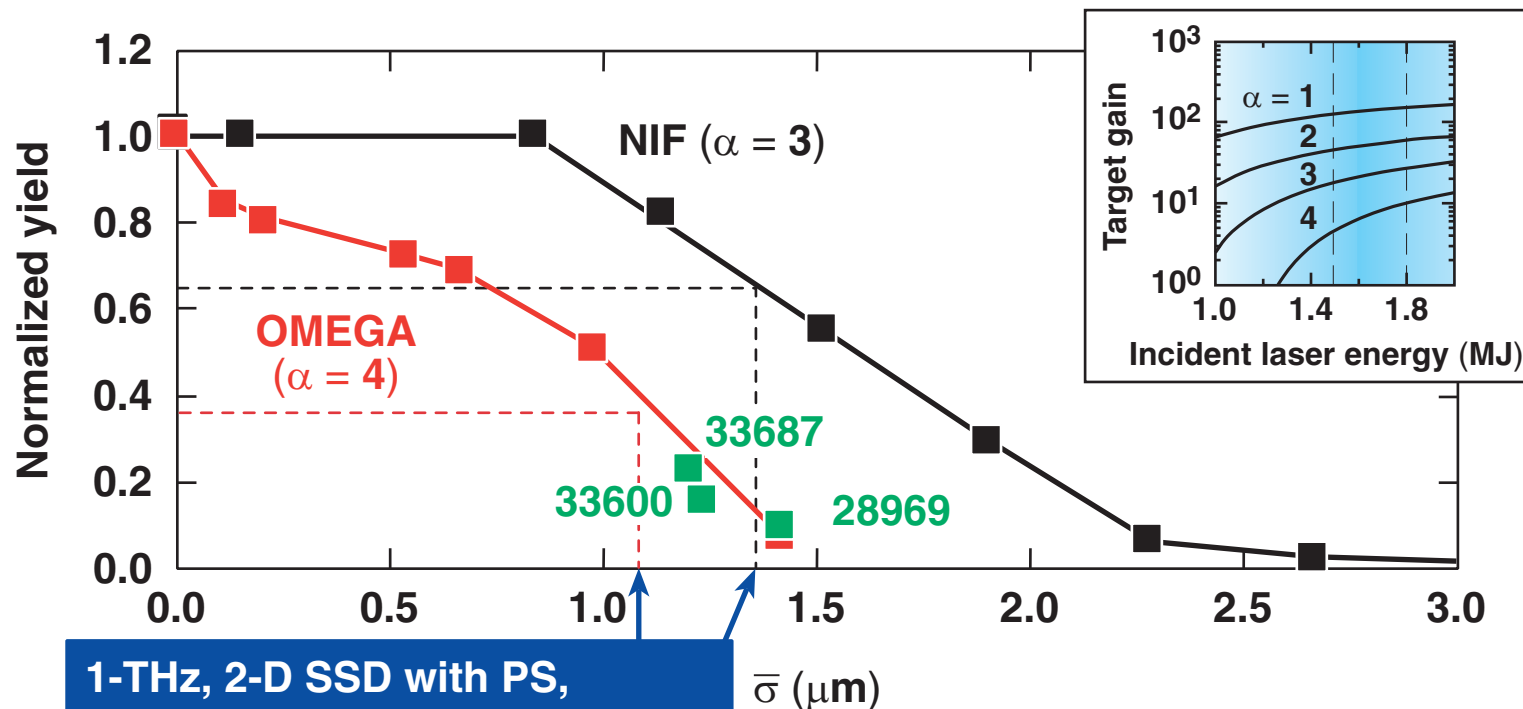 1.2
1.0
0.8
0.6
0.4
0.2
0.0
Normalized yield
NIF (α = 3)
OMEGA
(α = 4)
33687
33600
28969
0.0 0.5 1.0 1.5 2.0 2.5 3.0
σ̅ (μm)
1-THz, 2-D SSD with PS,
10³
10²
10¹
10⁰
Target gain
α = 1
2
3
4
1.0 1.4 1.8
Incident laser energy (MJ)